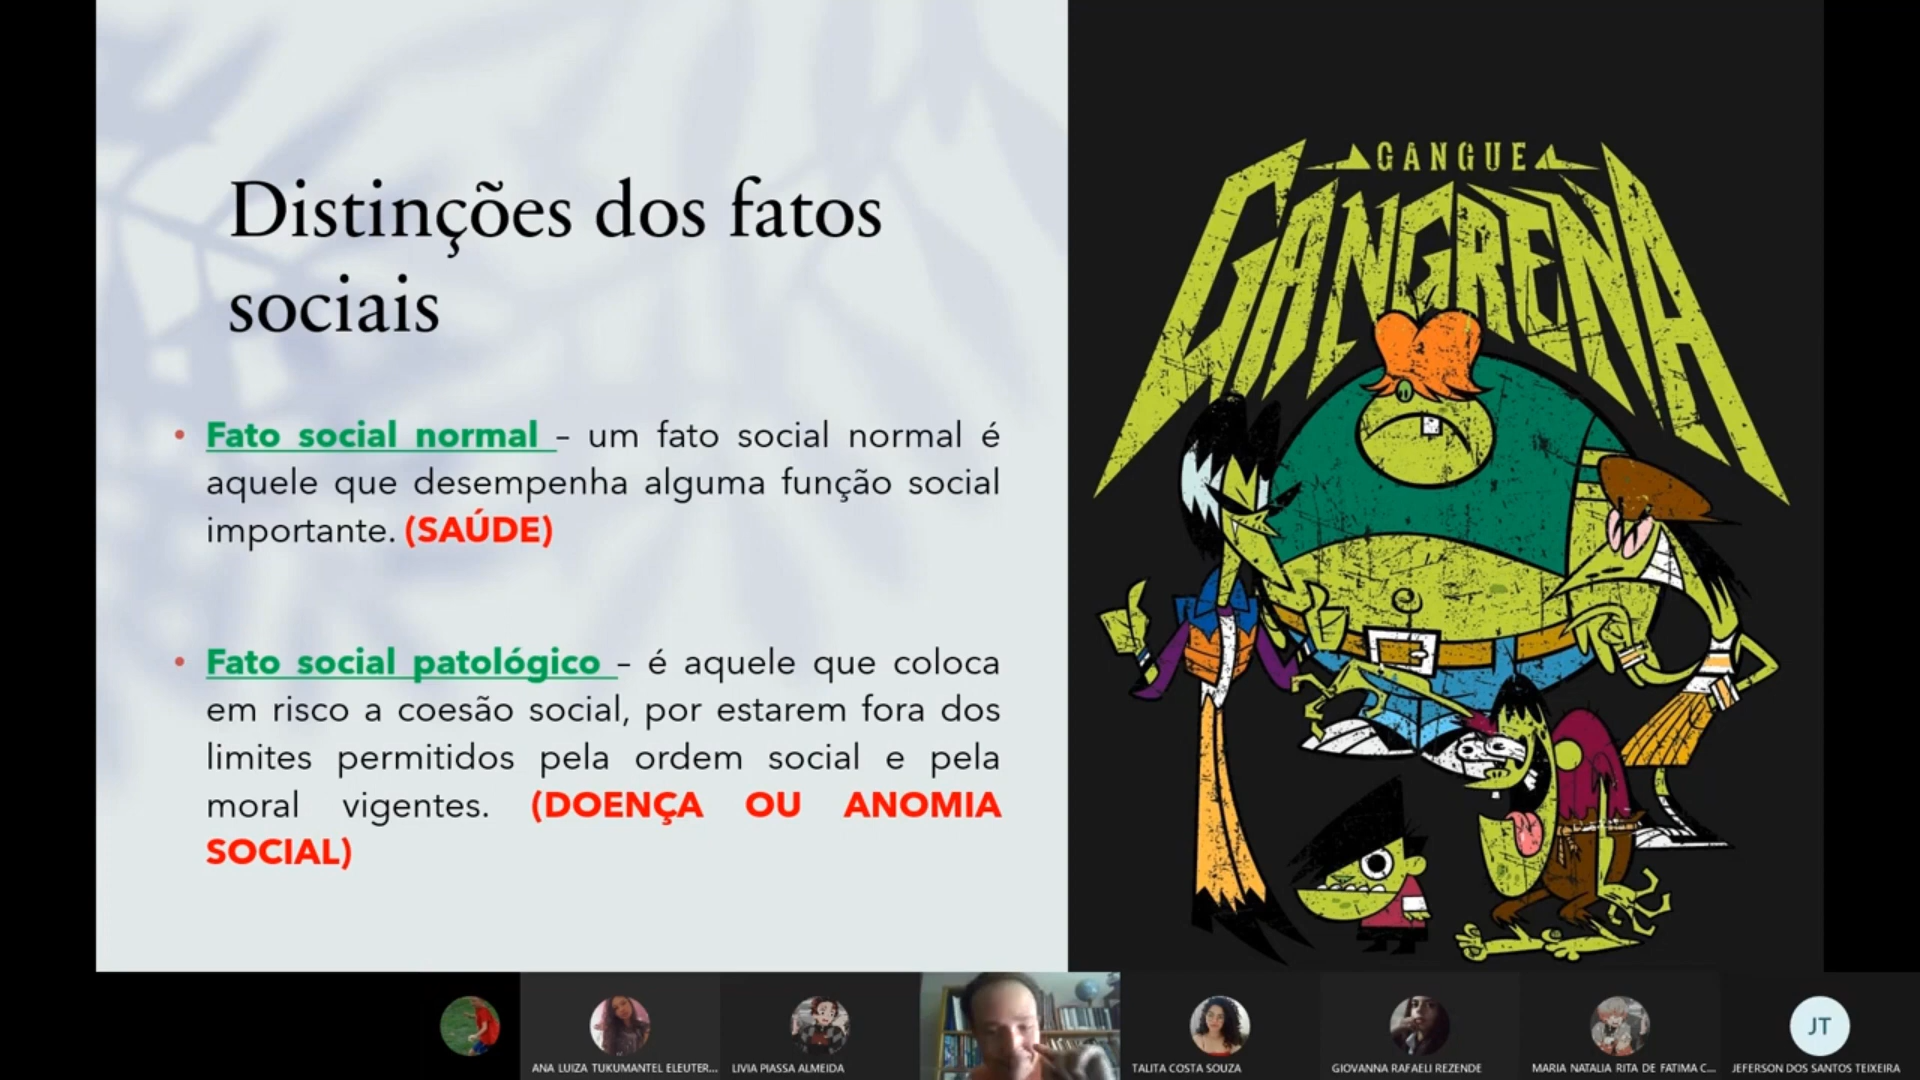 Distinções dos fatos
sociais
• Fato social normal – um fato social normal é
aquele que desempenha alguma função social
importante. (SAÚDE)
• Fato social patológico – é aquele que coloca
em risco a coesão social, por estarem fora dos
limites permitidos pela ordem social e pela
moral vigentes. (DOENÇA OU ANOMIA
SOCIAL)
GANGUE
GANGRENA
ANA LUIZA TUKUMANTEL ELEUTER...
LIVIA PIASSA ALMEIDA
TALITA COSTA SOUZA
GIOVANNA RAFAELI REZENDE
MARIA NATALIA RITA DE FATIMA C...
JT
JEFERSON DOS SANTOS TEIXEIRA